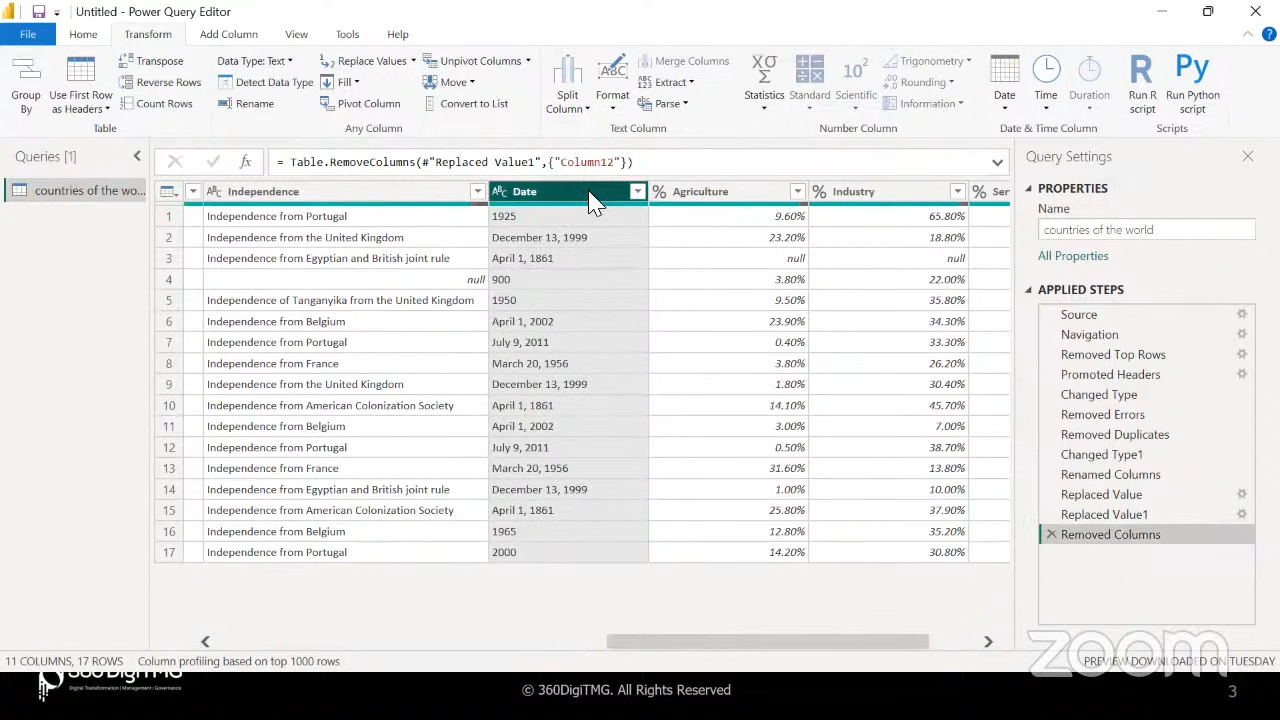 Untitled - Power Query Editor
File Home Transform Add Column View Tools Help
Group By
Use First Row as Headers
Transpose
Reverse Rows
Count Rows
Table
Data Type: Text
Detect Data Type
Rename
Replace Values
Fill
Pivot Column
Unpivot Columns
Move
Convert to List
Any Column
Split Column
Format
ABC
Merge Columns
Extract
Parse
Text Column
Statistics
Standard
Scientific
Trigonometry
Rounding
Information
Number Column
Date
Time
Duration
Date & Time Column
Run R script
Run Python script
Scripts
Queries [1]
countries of the wo...
fx
= Table.RemoveColumns(#"Replaced Value1",{"Column12"})
Independence Date Agriculture Industry Ser
1 Independence from Portugal 1925 9.60% 65.80%
2 Independence from the United Kingdom December 13, 1999 23.20% 18.80%
3 Independence from Egyptian and British joint rule April 1, 1861 null null
4 null 900 3.80% 22.00%
5 Independence of Tanganyika from the United Kingdom 1950 9.50% 35.80%
6 Independence from Belgium April 1, 2002 23.90% 34.30%
7 Independence from Portugal July 9, 2011 0.40% 33.30%
8 Independence from France March 20, 1956 3.80% 26.20%
9 Independence from the United Kingdom December 13, 1999 1.80% 30.40%
10 Independence from American Colonization Society April 1, 1861 14.10% 45.70%
11 Independence from Belgium April 1, 2002 3.00% 7.00%
12 Independence from Portugal July 9, 2011 0.50% 38.70%
13 Independence from France March 20, 1956 31.60% 13.80%
14 Independence from Egyptian and British joint rule December 13, 1999 1.00% 10.00%
15 Independence from American Colonization Society April 1, 1861 25.80% 37.90%
16 Independence from Belgium 1965 12.80% 35.20%
17 Independence from Portugal 2000 14.20% 30.80%
Query Settings
PROPERTIES
Name
countries of the world
All Properties
APPLIED STEPS
Source
Navigation
Removed Top Rows
Promoted Headers
Changed Type
Removed Errors
Removed Duplicates
Changed Type1
Renamed Columns
Replaced Value
Replaced Value1
Removed Columns
zoom
11 COLUMNS, 17 ROWS Column profiling based on top 1000 rows
PREVIEW DOWNLOADED ON TUESDAY
360DigiTMG
Digital Transformation | Management | Governance
© 360DigiTMG. All Rights Reserved
3